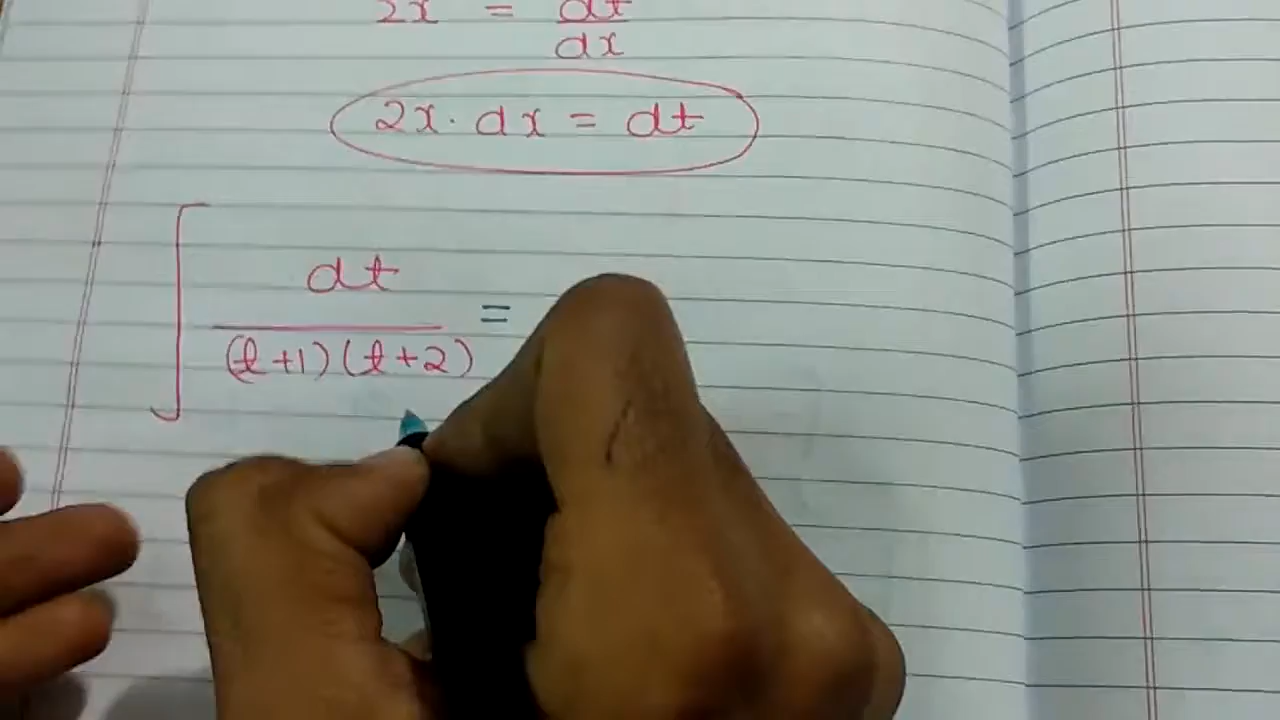 2x = dt
dx
2x. dx = dt
∫ dt =
(t+1)(t+2)